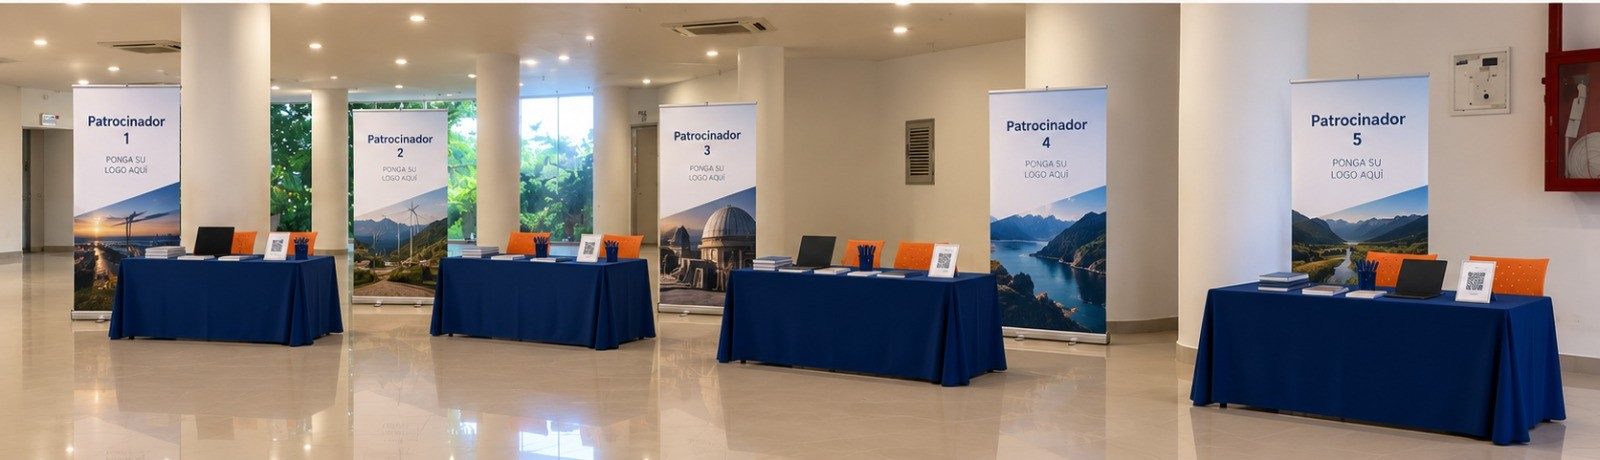 Patrocinador
1
PONGA SU
LOGO AQUÍ
Patrocinador
2
PONGA SU
LOGO AQUÍ
Patrocinador
3
PONGA SU
LOGO AQUÍ
Patrocinador
4
PONGA SU
LOGO AQUÍ
Patrocinador
5
PONGA SU
LOGO AQUÍ